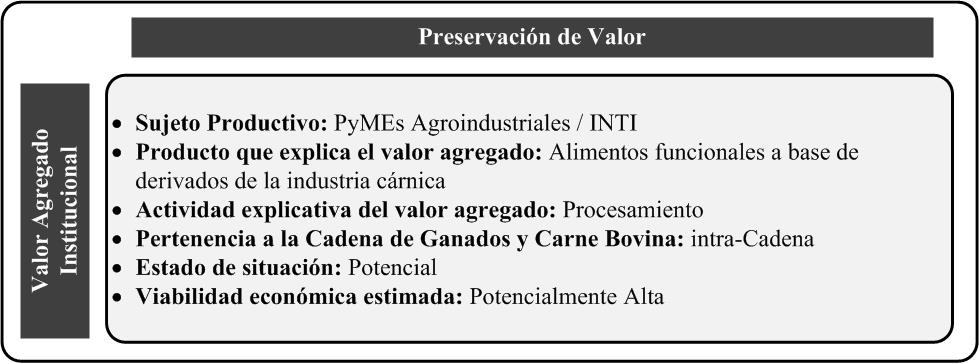 Preservación de Valor
Valor Agregado
Institucional
• Sujeto Productivo: PyMEs Agroindustriales / INTI
• Producto que explica el valor agregado: Alimentos funcionales a base de
derivados de la industria cárnica
• Actividad explicativa del valor agregado: Procesamiento
• Pertenencia a la Cadena de Ganados y Carne Bovina: intra-Cadena
• Estado de situación: Potencial
• Viabilidad económica estimada: Potencialmente Alta